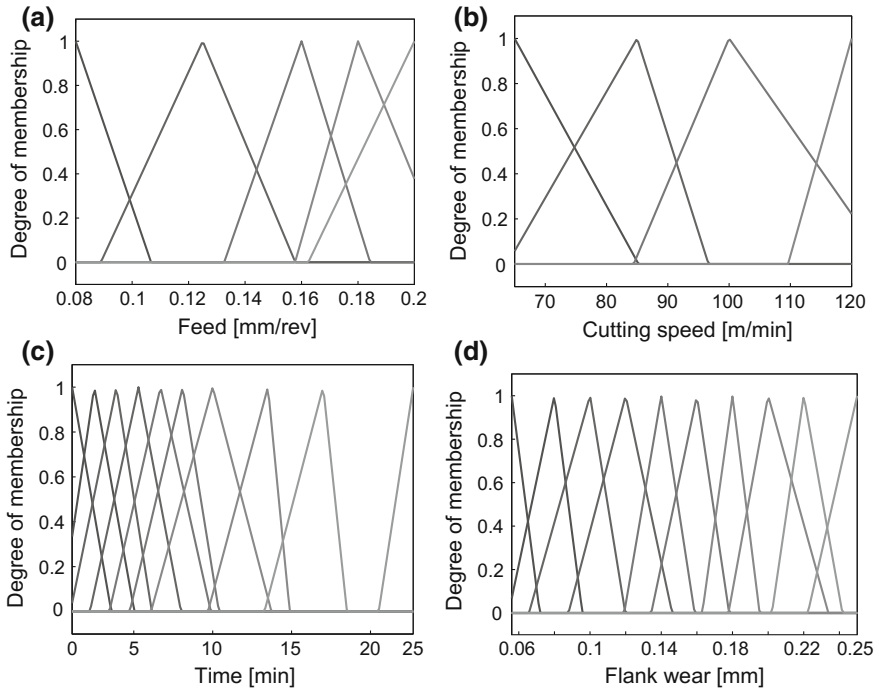 (a)
Degree of membership
1
0.8
0.6
0.4
0.2
0
0.08 0.1 0.12 0.14 0.16 0.18 0.2
Feed [mm/rev]
(b)
Degree of membership
1
0.8
0.6
0.4
0.2
0
70 80 90 100 110 120
Cutting speed [m/min]
(c)
Degree of membership
1
0.8
0.6
0.4
0.2
0
0 5 10 15 20 25
Time [min]
(d)
Degree of membership
1
0.8
0.6
0.4
0.2
0
0.06 0.1 0.14 0.18 0.22 0.25
Flank wear [mm]